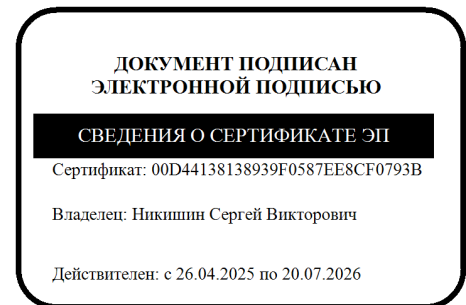 ДОКУМЕНТ ПОДПИСАН
ЭЛЕКТРОННОЙ ПОДПИСЬЮ
СВЕДЕНИЯ О СЕРТИФИКАТЕ ЭП
Сертификат: 00D44138138939F0587EE8CF0793B
Владелец: Никишин Сергей Викторович
Действителен: с 26.04.2025 по 20.07.2026